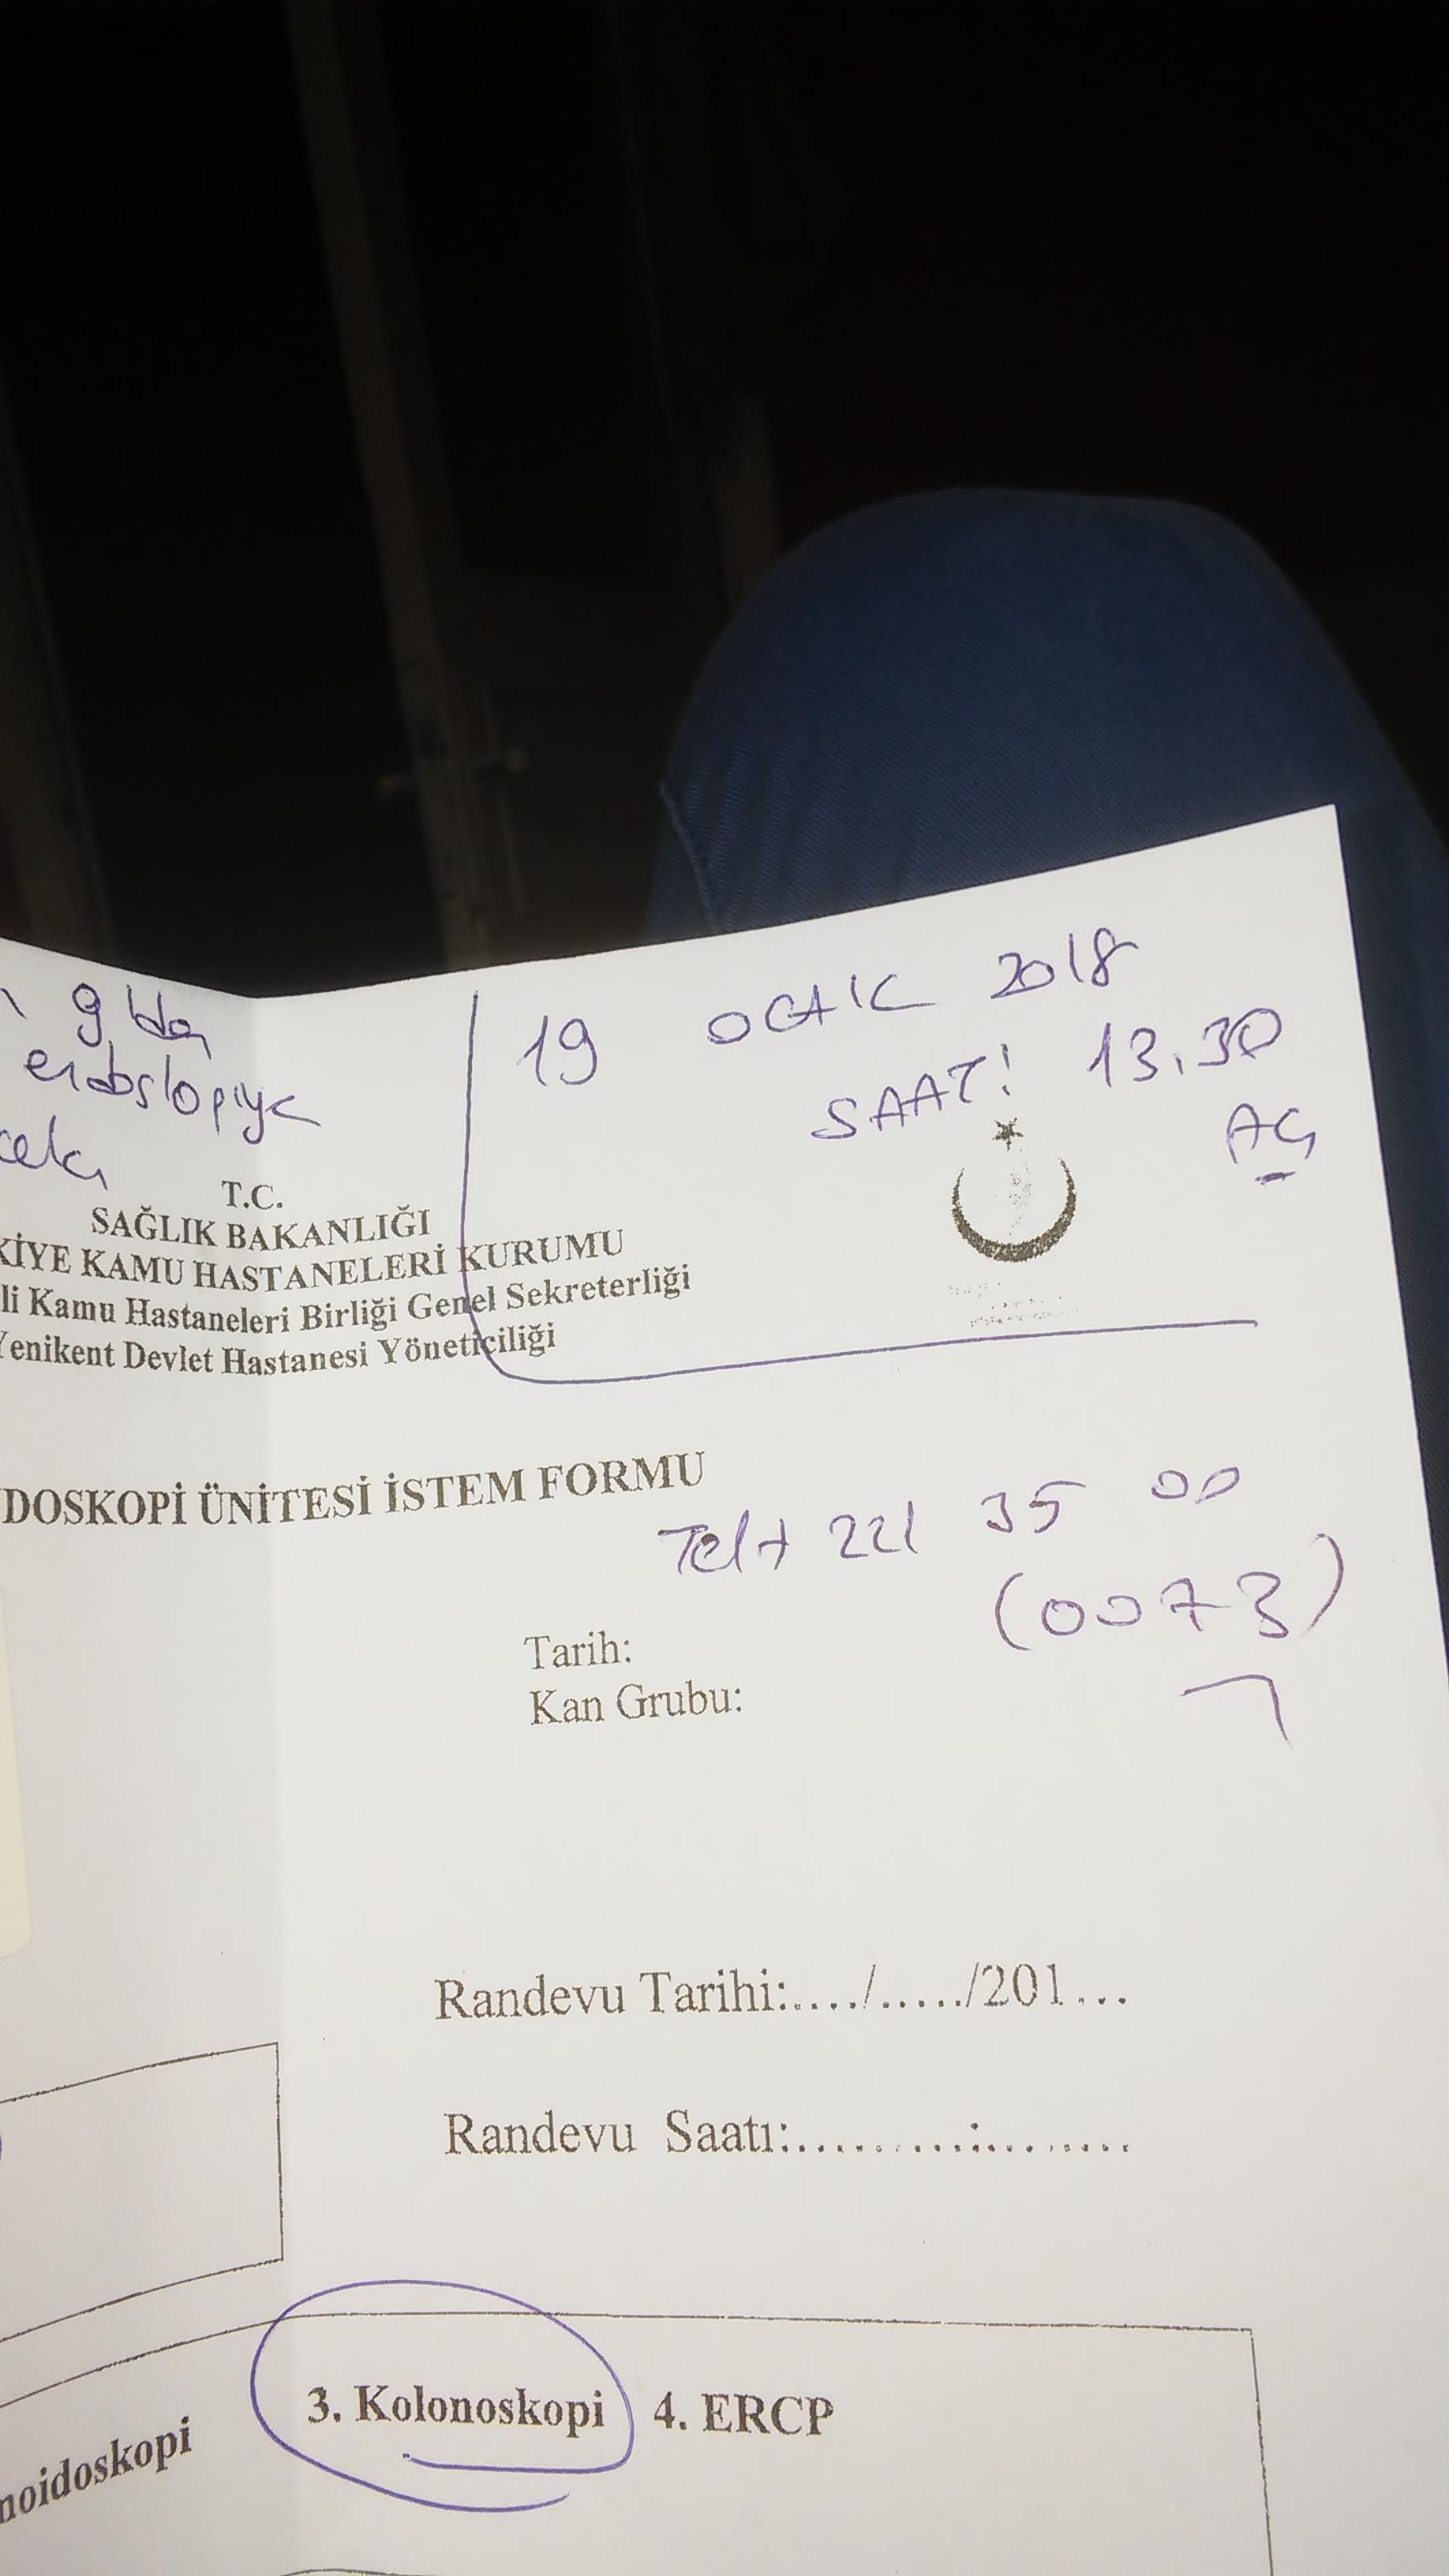 19 OCAK 2018
SAAT: 13.30
AÇ
endoskopiye
T.C.
SAĞLIK BAKANLIĞI
KİYE KAMU HASTANELERİ KURUMU
li Kamu Hastaneleri Birliği Genel Sekreterliği
Yenikent Devlet Hastanesi Yöneticiliği
DOSKOPİ ÜNİTESİ İSTEM FORMU
Tel: 221 35 00
(0073)
Tarih:
Kan Grubu:
Randevu Tarihi:..../...../201...
Randevu Saatı:..........:........
noidoskopi 3. Kolonoskopi 4. ERCP